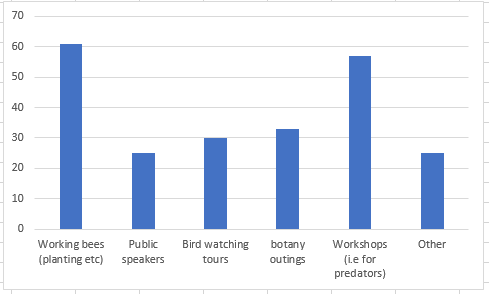 70
60
50
40
30
20
10
0
Working bees (planting etc)
Public speakers
Bird watching tours
botany outings
Workshops (i.e for predators)
Other